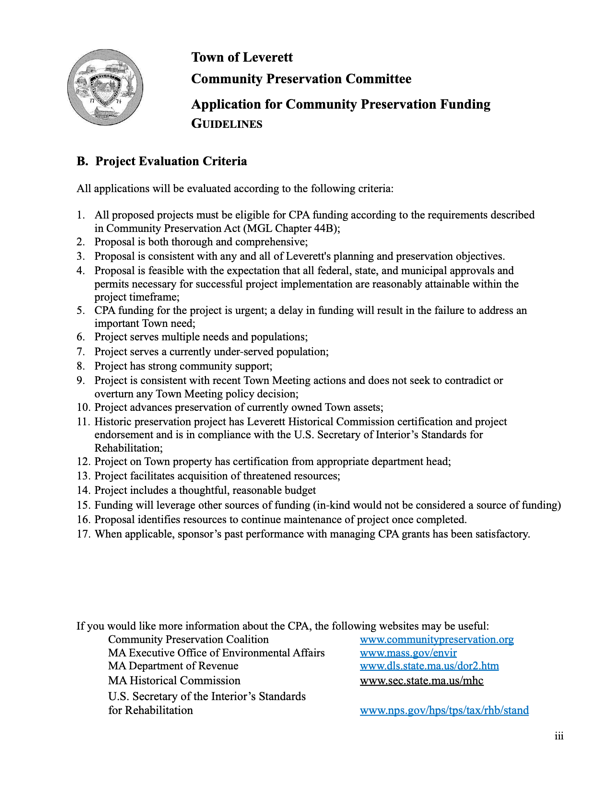 Town of Leverett
Community Preservation Committee
Application for Community Preservation Funding
GUIDELINES
B. Project Evaluation Criteria
All applications will be evaluated according to the following criteria:
1. All proposed projects must be eligible for CPA funding according to the requirements described
in Community Preservation Act (MGL Chapter 44B);
2. Proposal is both thorough and comprehensive;
3. Proposal is consistent with any and all of Leverett's planning and preservation objectives.
4. Proposal is feasible with the expectation that all federal, state, and municipal approvals and
permits necessary for successful project implementation are reasonably attainable within the
project timeframe;
5. CPA funding for the project is urgent; a delay in funding will result in the failure to address an
important Town need;
6. Project serves multiple needs and populations;
7. Project serves a currently under-served population;
8. Project has strong community support;
9. Project is consistent with recent Town Meeting actions and does not seek to contradict or
overturn any Town Meeting policy decision;
10. Project advances preservation of currently owned Town assets;
11. Historic preservation project has Leverett Historical Commission certification and project
endorsement and is in compliance with the U.S. Secretary of Interior’s Standards for
Rehabilitation;
12. Project on Town property has certification from appropriate department head;
13. Project facilitates acquisition of threatened resources;
14. Project includes a thoughtful, reasonable budget
15. Funding will leverage other sources of funding (in-kind would not be considered a source of funding)
16. Proposal identifies resources to continue maintenance of project once completed.
17. When applicable, sponsor’s past performance with managing CPA grants has been satisfactory.
If you would like more information about the CPA, the following websites may be useful:
Community Preservation Coalition www.communitypreservation.org
MA Executive Office of Environmental Affairs www.mass.gov/envir
MA Department of Revenue www.dls.state.ma.us/dor2.htm
MA Historical Commission www.sec.state.ma.us/mhc
U.S. Secretary of the Interior’s Standards
for Rehabilitation www.nps.gov/hps/tps/tax/rhb/stand
iii